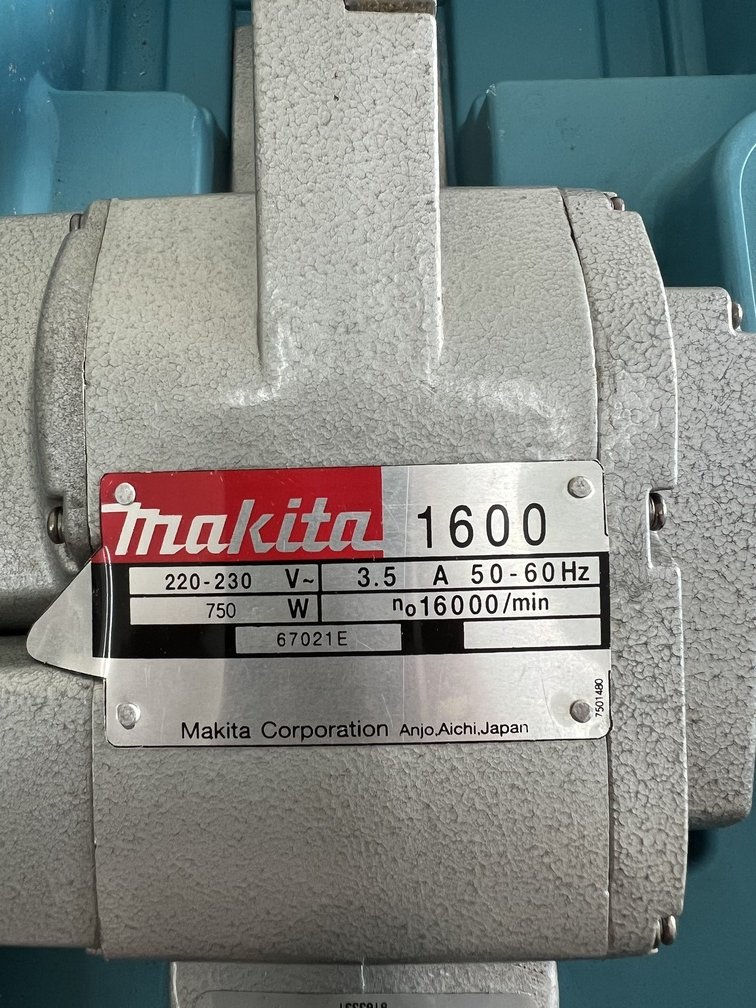 makita 1600
220-230 V~ 3.5 A 50-60Hz
750 W no16000/min
67021E
7501480
Makita Corporation Anjo,Aichi,Japan